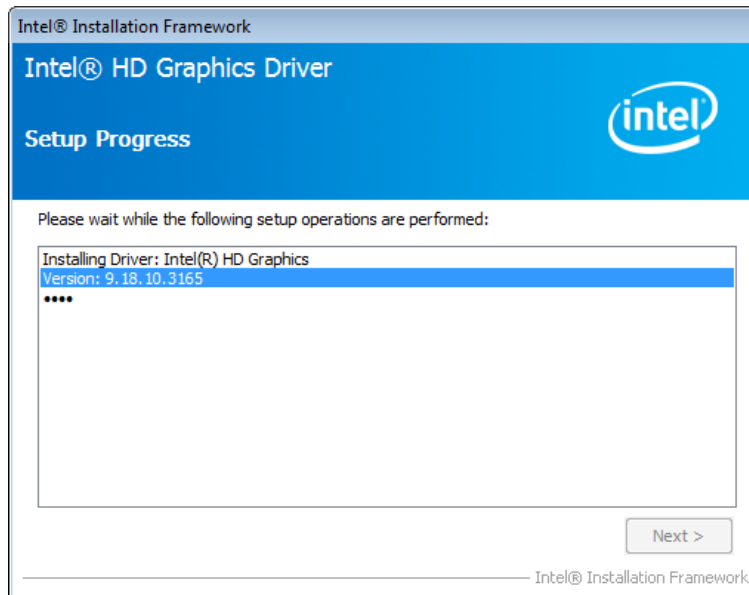 Intel® Installation Framework
Intel® HD Graphics Driver
intel
Setup Progress
Please wait while the following setup operations are performed:
Installing Driver: Intel(R) HD Graphics
Version: 9.18.10.3165
••••
Next >
Intel® Installation Framework